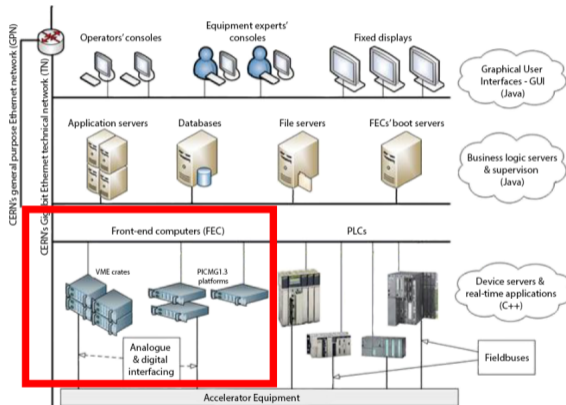 CERN's general purpose Ethernet network (GPN)
CERN's Gigabit Ethernet technical network (TN)
Operators' consoles
Equipment experts'
consoles
Fixed displays
Graphical User
Interfaces - GUI
(Java)
Application servers
Databases
File servers
FECs' boot servers
Business logic servers
& supervison
(Java)
Front-end computers (FEC)
PLCs
VME crates
PICMG1.3
platforms
Device servers &
real-time applications
(C++)
Analogue
& digital
interfacing
Fieldbuses
Accelerator Equipment